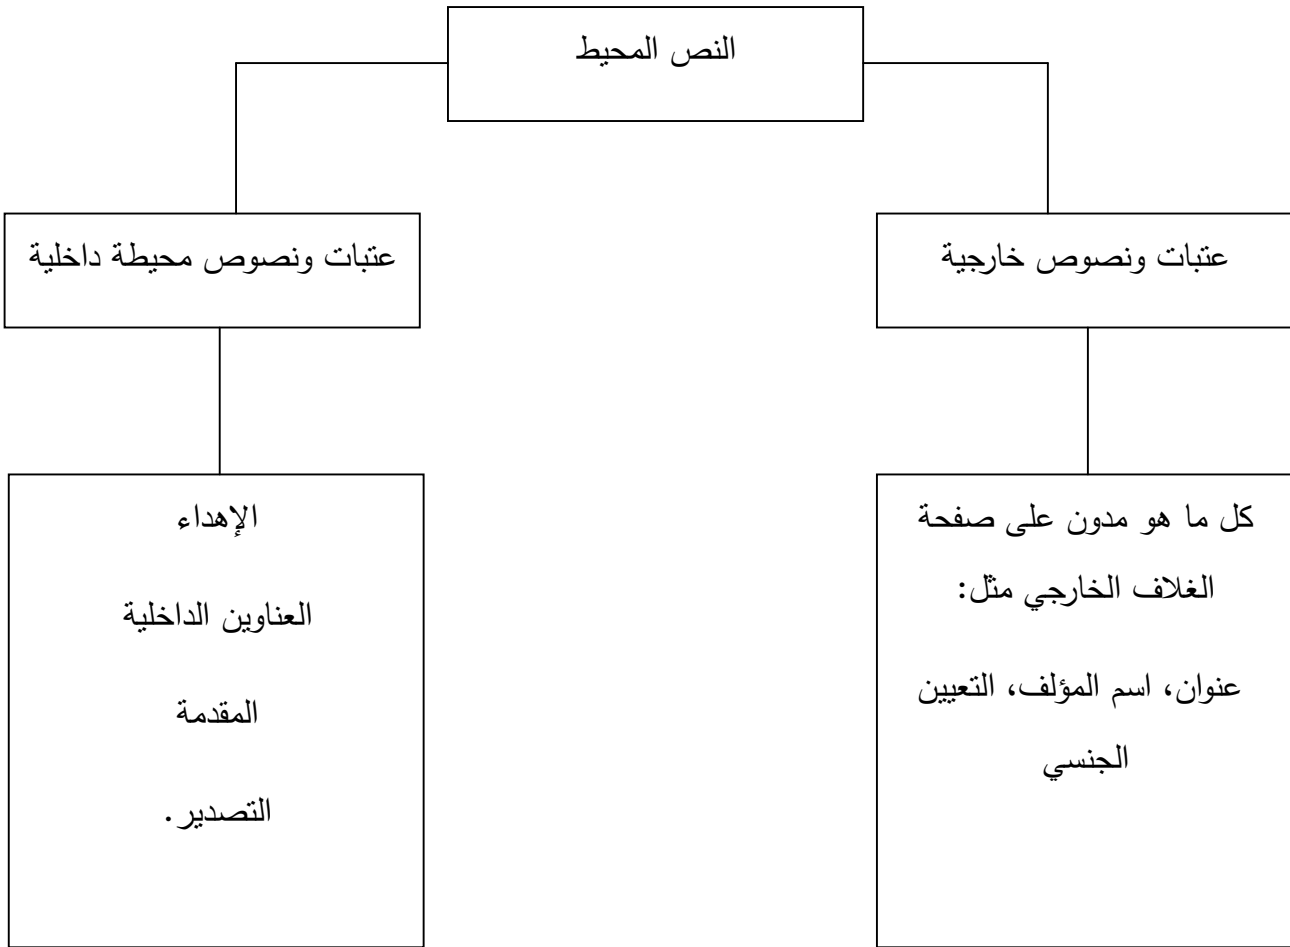 النص المحيط
عتبات ونصوص خارجية
عتبات ونصوص محيطة داخلية
كل ما هو مدون على صفحة
الغلاف الخارجي مثل:
عنوان، اسم المؤلف، التعيين
الجنسي
الإهداء
العناوين الداخلية
المقدمة
التصدير.